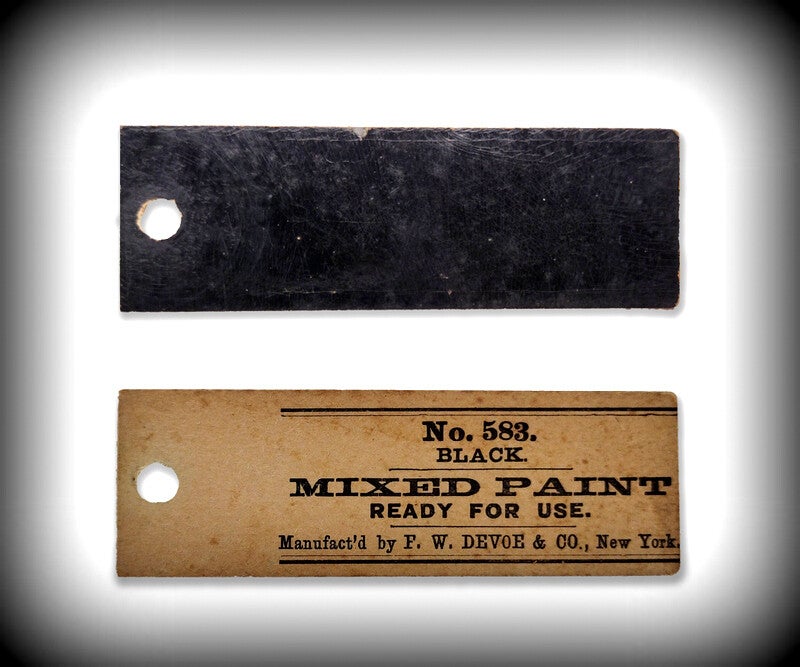 No. 583.
BLACK.
MIXED PAINT
READY FOR USE.
Manufact'd by F. W. DEVOE & CO., New York.